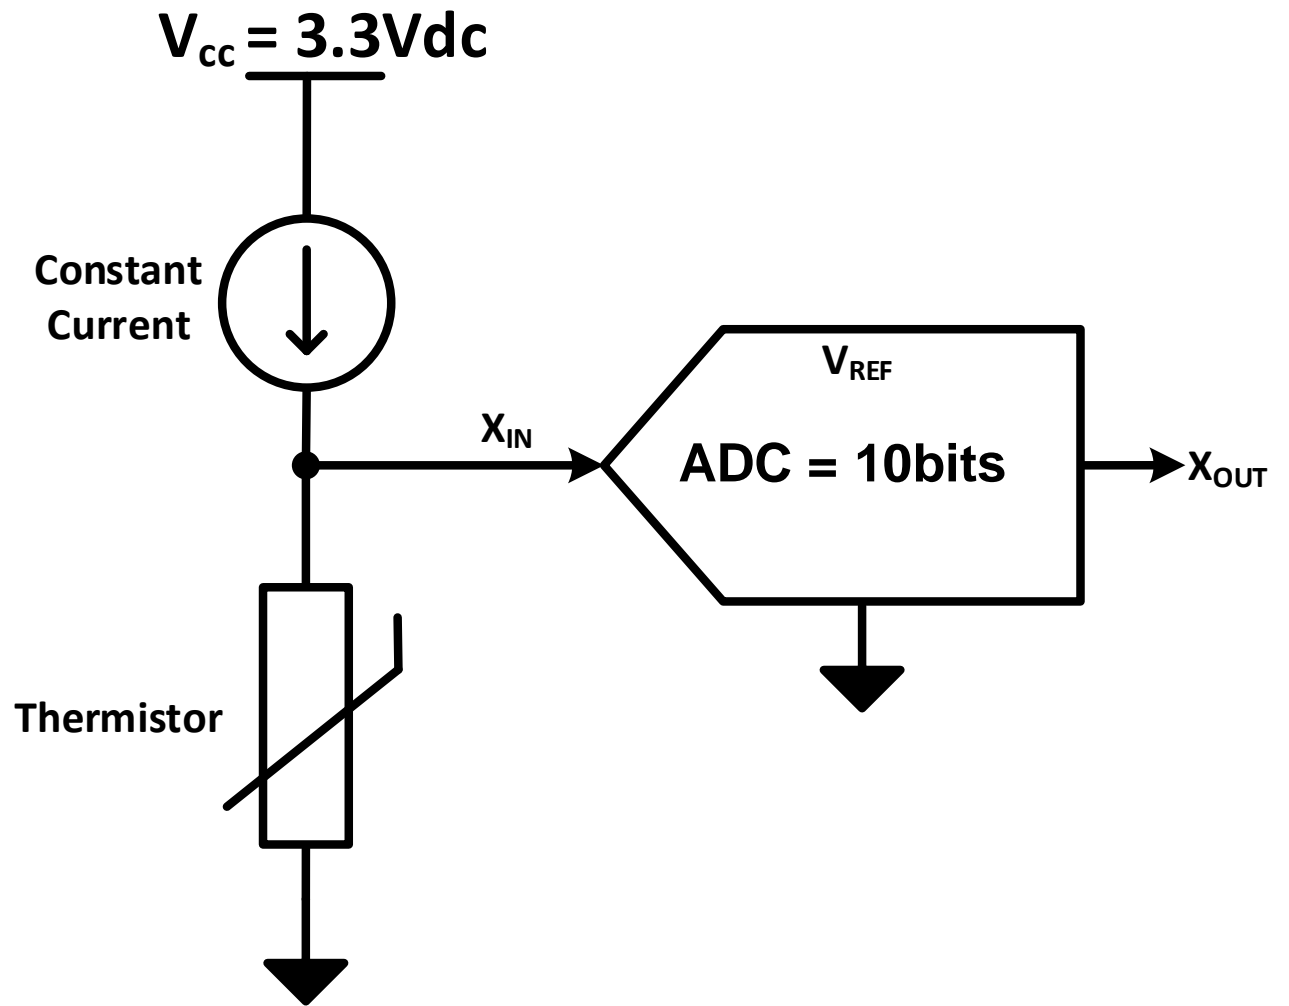 Vcc = 3.3Vdc
Constant
Current
VREF
XIN
ADC = 10bits
XOUT
Thermistor